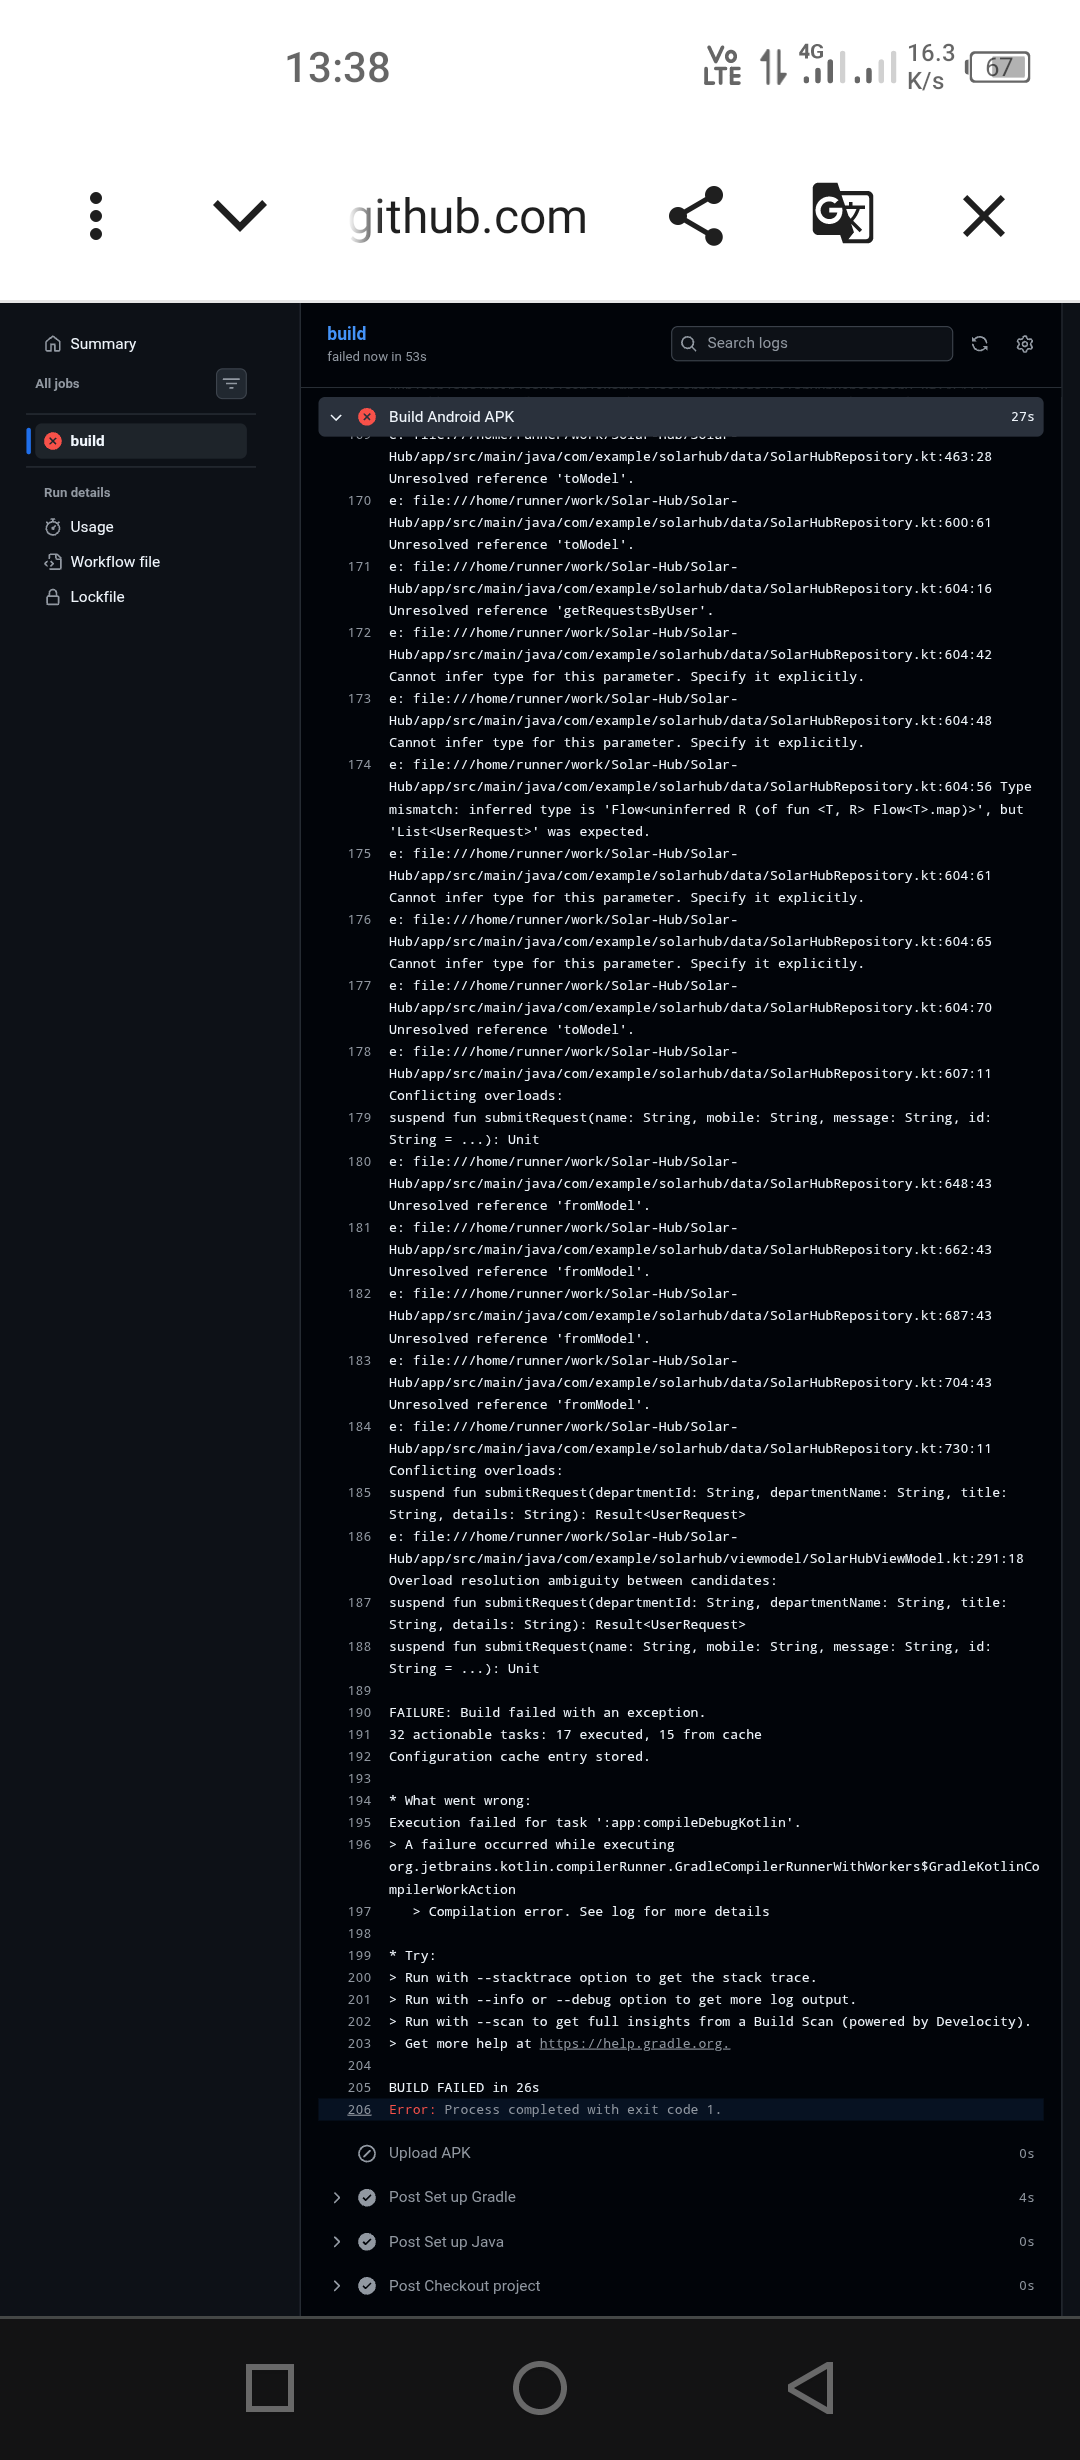 13:38
Vo LTE 4G 16.3 K/s 67
github.com
Summary
All jobs
build
Run details
Usage
Workflow file
Lockfile
build
failed now in 53s
Search logs
Build Android APK 27s
169 e: file:///home/runner/work/Solar-Hub/Solar-
Hub/app/src/main/java/com/example/solarhub/data/SolarHubRepository.kt:463:28
Unresolved reference 'toModel'.
170 e: file:///home/runner/work/Solar-Hub/Solar-
Hub/app/src/main/java/com/example/solarhub/data/SolarHubRepository.kt:600:61
Unresolved reference 'toModel'.
171 e: file:///home/runner/work/Solar-Hub/Solar-
Hub/app/src/main/java/com/example/solarhub/data/SolarHubRepository.kt:604:16
Unresolved reference 'getRequestsByUser'.
172 e: file:///home/runner/work/Solar-Hub/Solar-
Hub/app/src/main/java/com/example/solarhub/data/SolarHubRepository.kt:604:42
Cannot infer type for this parameter. Specify it explicitly.
173 e: file:///home/runner/work/Solar-Hub/Solar-
Hub/app/src/main/java/com/example/solarhub/data/SolarHubRepository.kt:604:48
Cannot infer type for this parameter. Specify it explicitly.
174 e: file:///home/runner/work/Solar-Hub/Solar-
Hub/app/src/main/java/com/example/solarhub/data/SolarHubRepository.kt:604:56 Type
mismatch: inferred type is 'Flow<uninferred R (of fun <T, R> Flow<T>.map)>', but
'List<UserRequest>' was expected.
175 e: file:///home/runner/work/Solar-Hub/Solar-
Hub/app/src/main/java/com/example/solarhub/data/SolarHubRepository.kt:604:61
Cannot infer type for this parameter. Specify it explicitly.
176 e: file:///home/runner/work/Solar-Hub/Solar-
Hub/app/src/main/java/com/example/solarhub/data/SolarHubRepository.kt:604:65
Cannot infer type for this parameter. Specify it explicitly.
177 e: file:///home/runner/work/Solar-Hub/Solar-
Hub/app/src/main/java/com/example/solarhub/data/SolarHubRepository.kt:604:70
Unresolved reference 'toModel'.
178 e: file:///home/runner/work/Solar-Hub/Solar-
Hub/app/src/main/java/com/example/solarhub/data/SolarHubRepository.kt:607:11
Conflicting overloads:
179 suspend fun submitRequest(name: String, mobile: String, message: String, id:
String = ...): Unit
180 e: file:///home/runner/work/Solar-Hub/Solar-
Hub/app/src/main/java/com/example/solarhub/data/SolarHubRepository.kt:648:43
Unresolved reference 'fromModel'.
181 e: file:///home/runner/work/Solar-Hub/Solar-
Hub/app/src/main/java/com/example/solarhub/data/SolarHubRepository.kt:662:43
Unresolved reference 'fromModel'.
182 e: file:///home/runner/work/Solar-Hub/Solar-
Hub/app/src/main/java/com/example/solarhub/data/SolarHubRepository.kt:687:43
Unresolved reference 'fromModel'.
183 e: file:///home/runner/work/Solar-Hub/Solar-
Hub/app/src/main/java/com/example/solarhub/data/SolarHubRepository.kt:704:43
Unresolved reference 'fromModel'.
184 e: file:///home/runner/work/Solar-Hub/Solar-
Hub/app/src/main/java/com/example/solarhub/data/SolarHubRepository.kt:730:11
Conflicting overloads:
185 suspend fun submitRequest(departmentId: String, departmentName: String, title:
String, details: String): Result<UserRequest>
186 e: file:///home/runner/work/Solar-Hub/Solar-
Hub/app/src/main/java/com/example/solarhub/viewmodel/SolarHubViewModel.kt:291:18
Overload resolution ambiguity between candidates:
187 suspend fun submitRequest(departmentId: String, departmentName: String, title:
String, details: String): Result<UserRequest>
188 suspend fun submitRequest(name: String, mobile: String, message: String, id:
String = ...): Unit
189
190 FAILURE: Build failed with an exception.
191 32 actionable tasks: 17 executed, 15 from cache
192 Configuration cache entry stored.
193
194 * What went wrong:
195 Execution failed for task ':app:compileDebugKotlin'.
196 > A failure occurred while executing
org.jetbrains.kotlin.compilerRunner.GradleCompilerRunnerWithWorkers$GradleKotlinCo
mpilerWorkAction
197 > Compilation error. See log for more details
198
199 * Try:
200 > Run with --stacktrace option to get the stack trace.
201 > Run with --info or --debug option to get more log output.
202 > Run with --scan to get full insights from a Build Scan (powered by Develocity).
203 > Get more help at https://help.gradle.org.
204
205 BUILD FAILED in 26s
206 Error: Process completed with exit code 1.
Upload APK 0s
Post Set up Gradle 4s
Post Set up Java 0s
Post Checkout project 0s